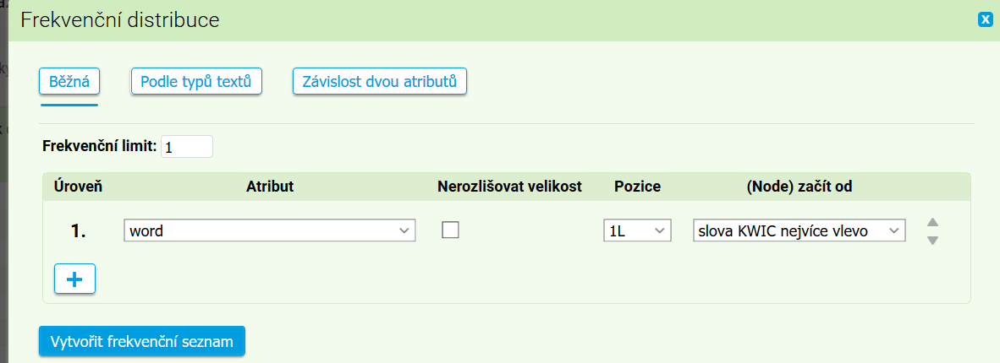 Frekvenční distribuce
x
Běžná Podle typů textů Závislost dvou atributů
Frekvenční limit: 1
Úroveň Atribut Nerozlišovat velikost Pozice (Node) začít od
1. word 1L slova KWIC nejvíce vlevo
+
Vytvořit frekvenční seznam